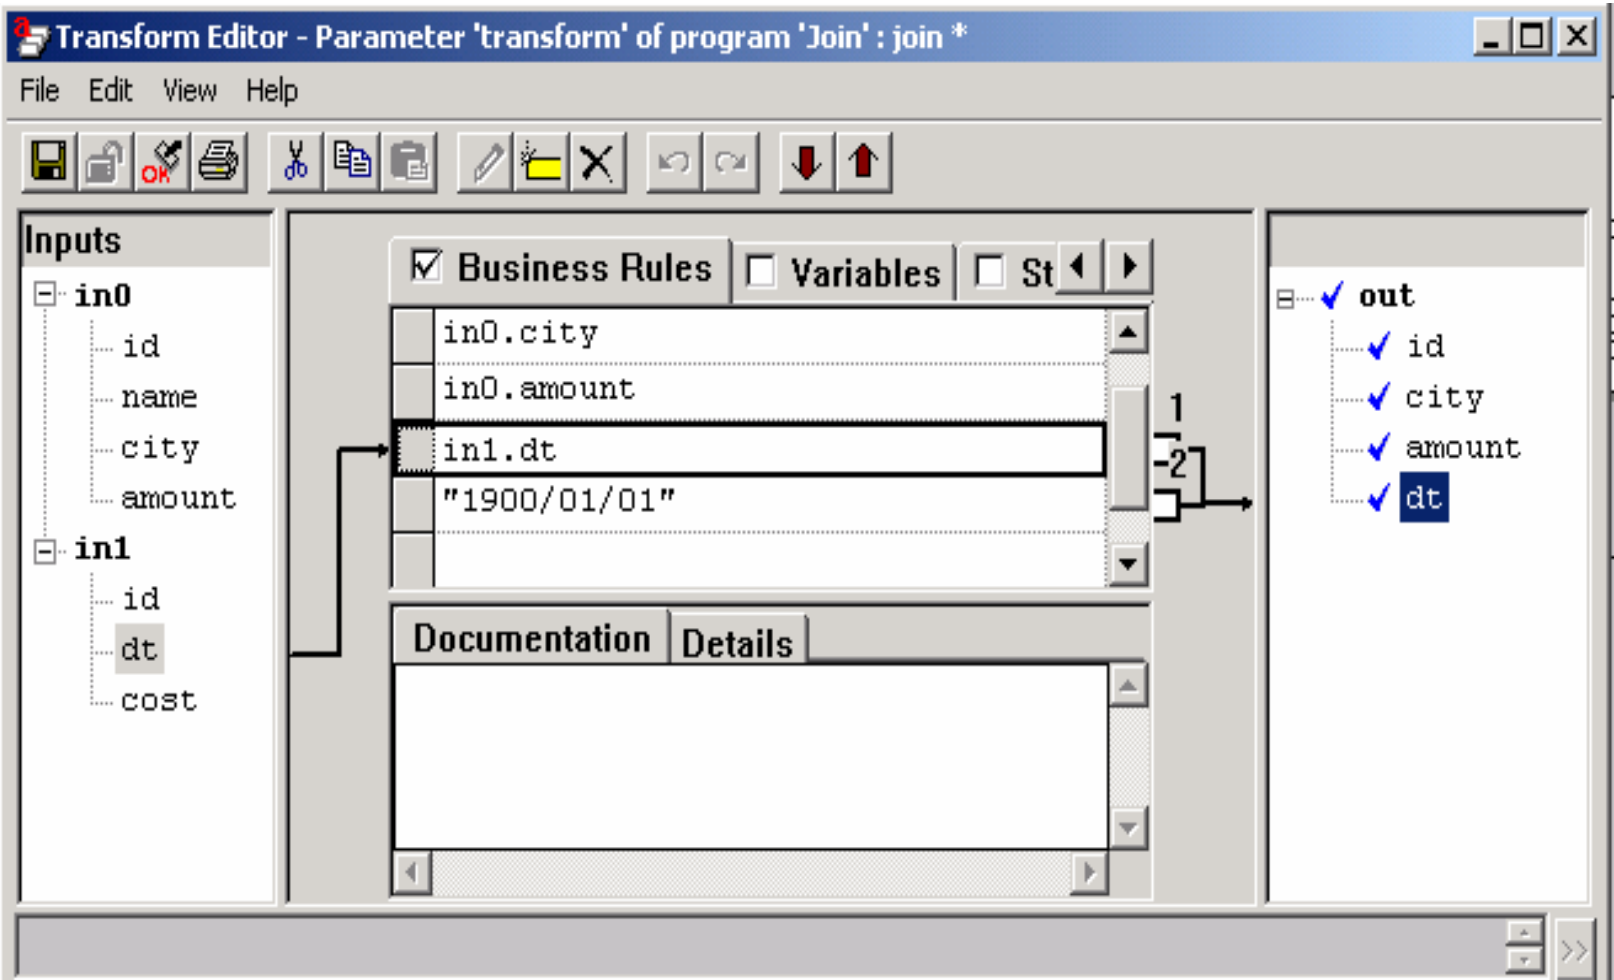 Transform Editor - Parameter 'transform' of program 'Join' : join *
File Edit View Help
OK
Inputs
in0
id
name
city
amount
in1
id
dt
cost
Business Rules
Variables
St
in0.city
in0.amount
in1.dt
"1900/01/01"
1
2
Documentation
Details
out
id
city
amount
dt
>>